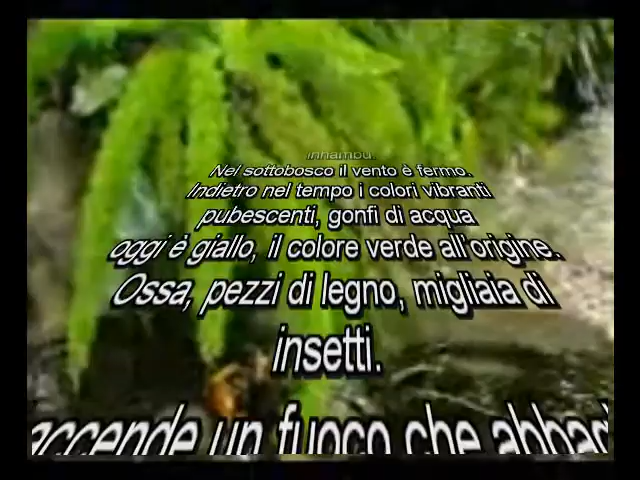 innambu.
Nel sottobosco il vento è fermo.
Indietro nel tempo i colori vibranti
pubescenti, gonfi di acqua
oggi è giallo, il colore verde all'origine.
Ossa, pezzi di legno, migliaia di
insetti.
accende un fuoco che